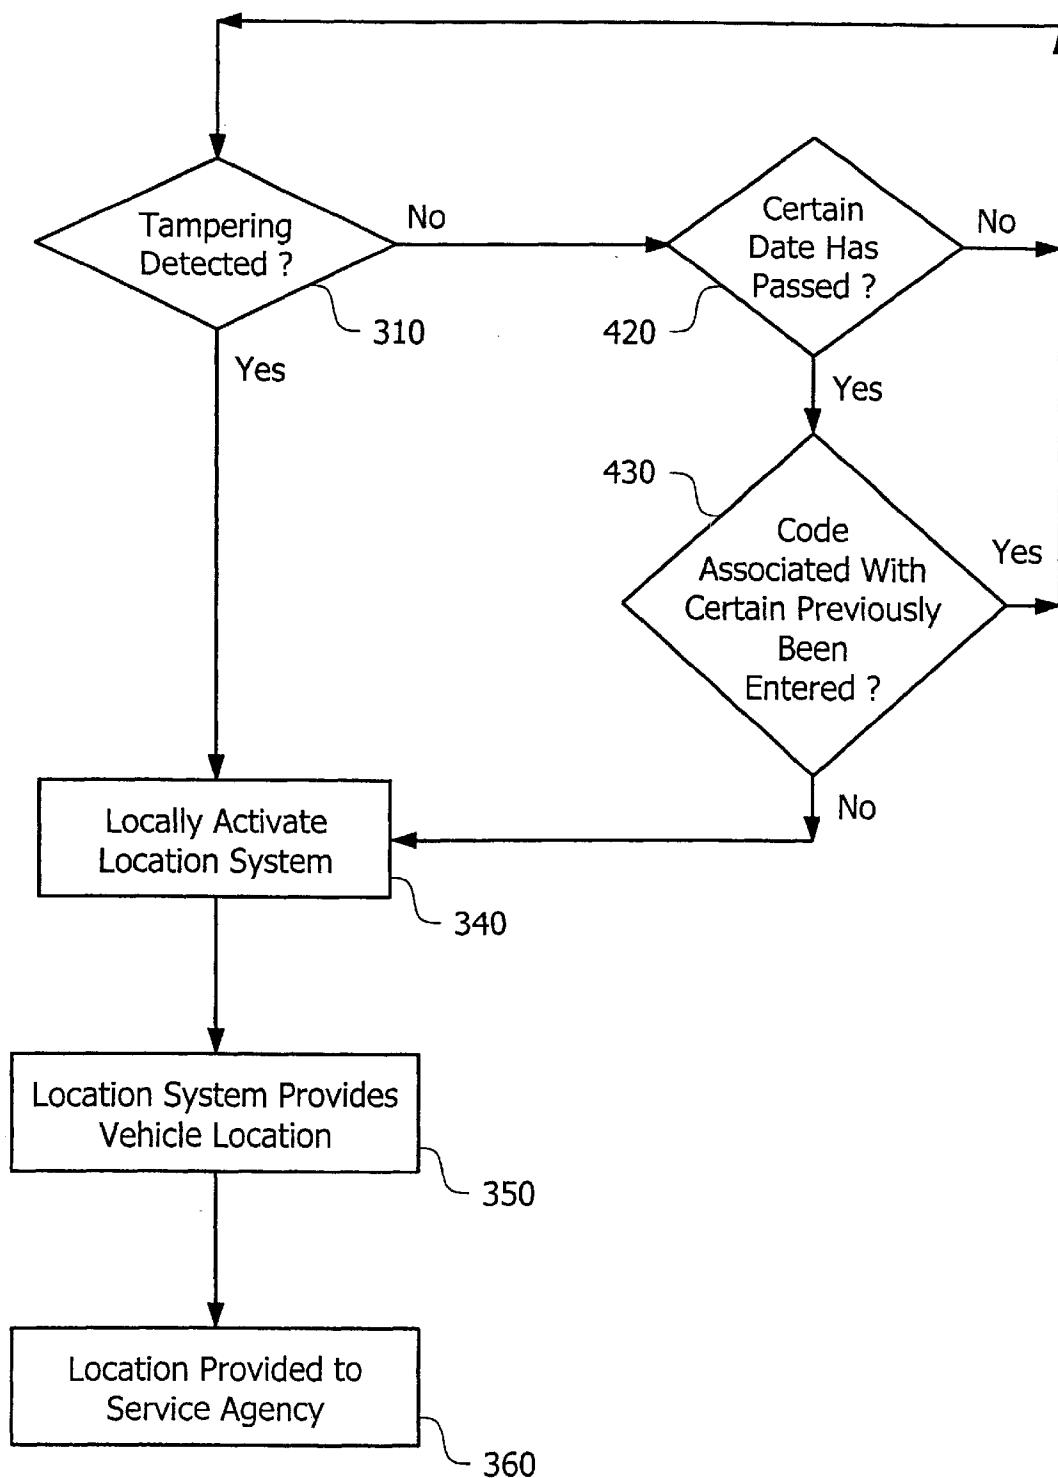 Tampering
Detected ?
No
310
Yes
Certain
Date Has
Passed ?
No
420
Yes
430
Code
Associated With
Certain Previously
Been
Entered ?
Yes
No
Locally Activate
Location System
340
Location System Provides
Vehicle Location
350
Location Provided to
Service Agency
360